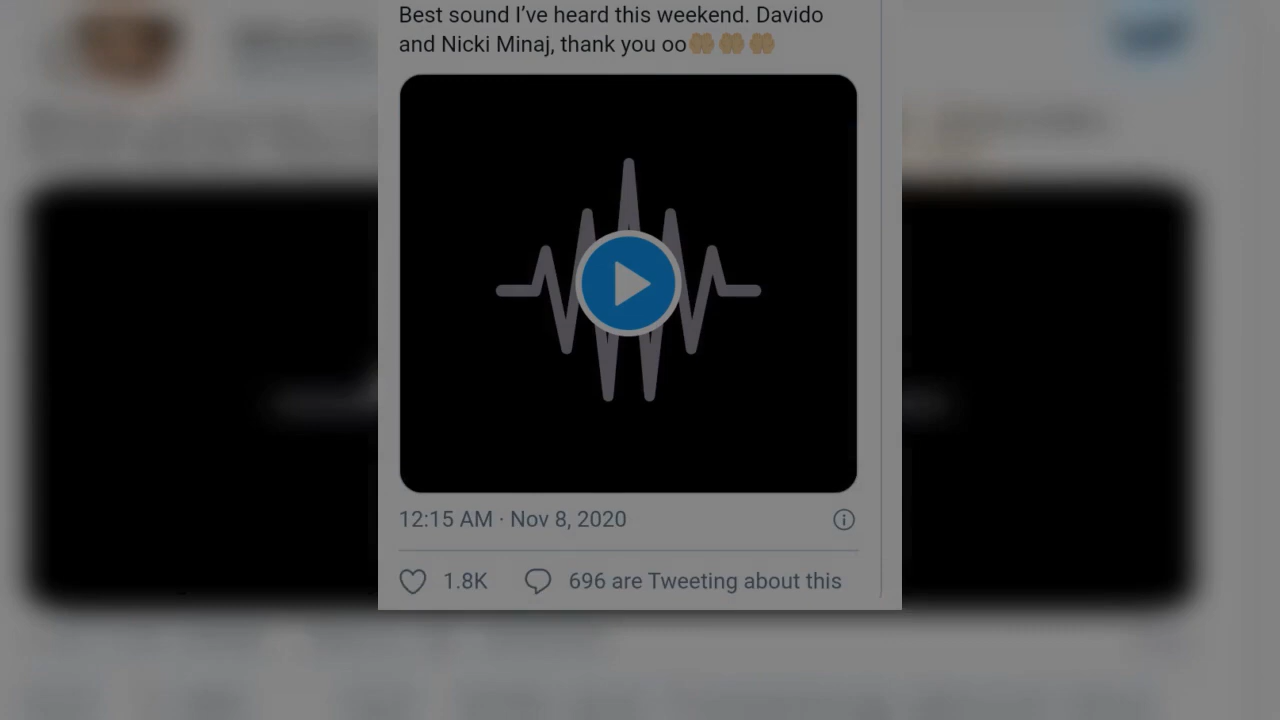 Best sound I’ve heard this weekend. Davido
and Nicki Minaj, thank you oo🤲🏼🤲🏼🤲🏼
12:15 AM · Nov 8, 2020
1.8K 696 are Tweeting about this